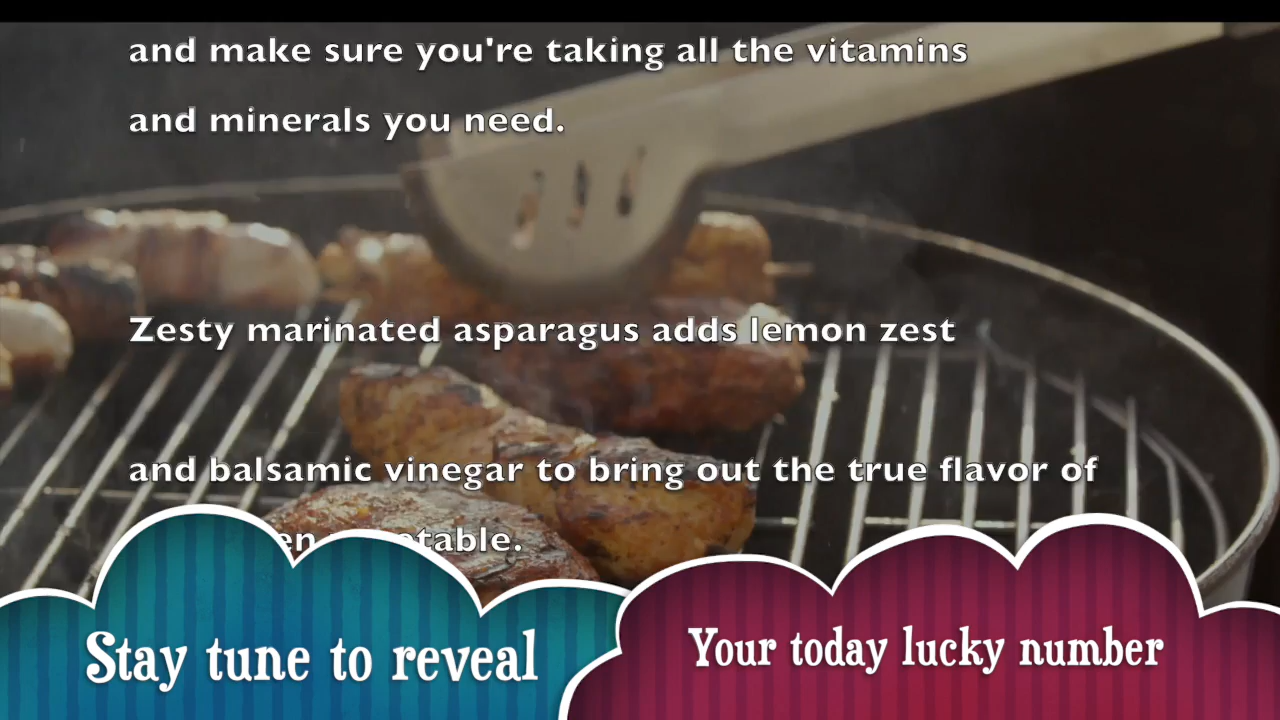 and make sure you're taking all the vitamins
and minerals you need.
Zesty marinated asparagus adds lemon zest
and balsamic vinegar to bring out the true flavor of
Stay tune to reveal
Your today lucky number